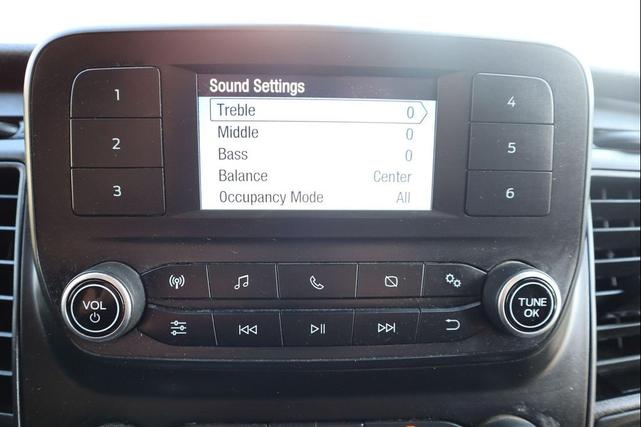 Sound Settings
Treble 0
Middle 0
Bass 0
Balance Center
Occupancy Mode All
1
2
3
4
5
6
VOL
TUNE
OK